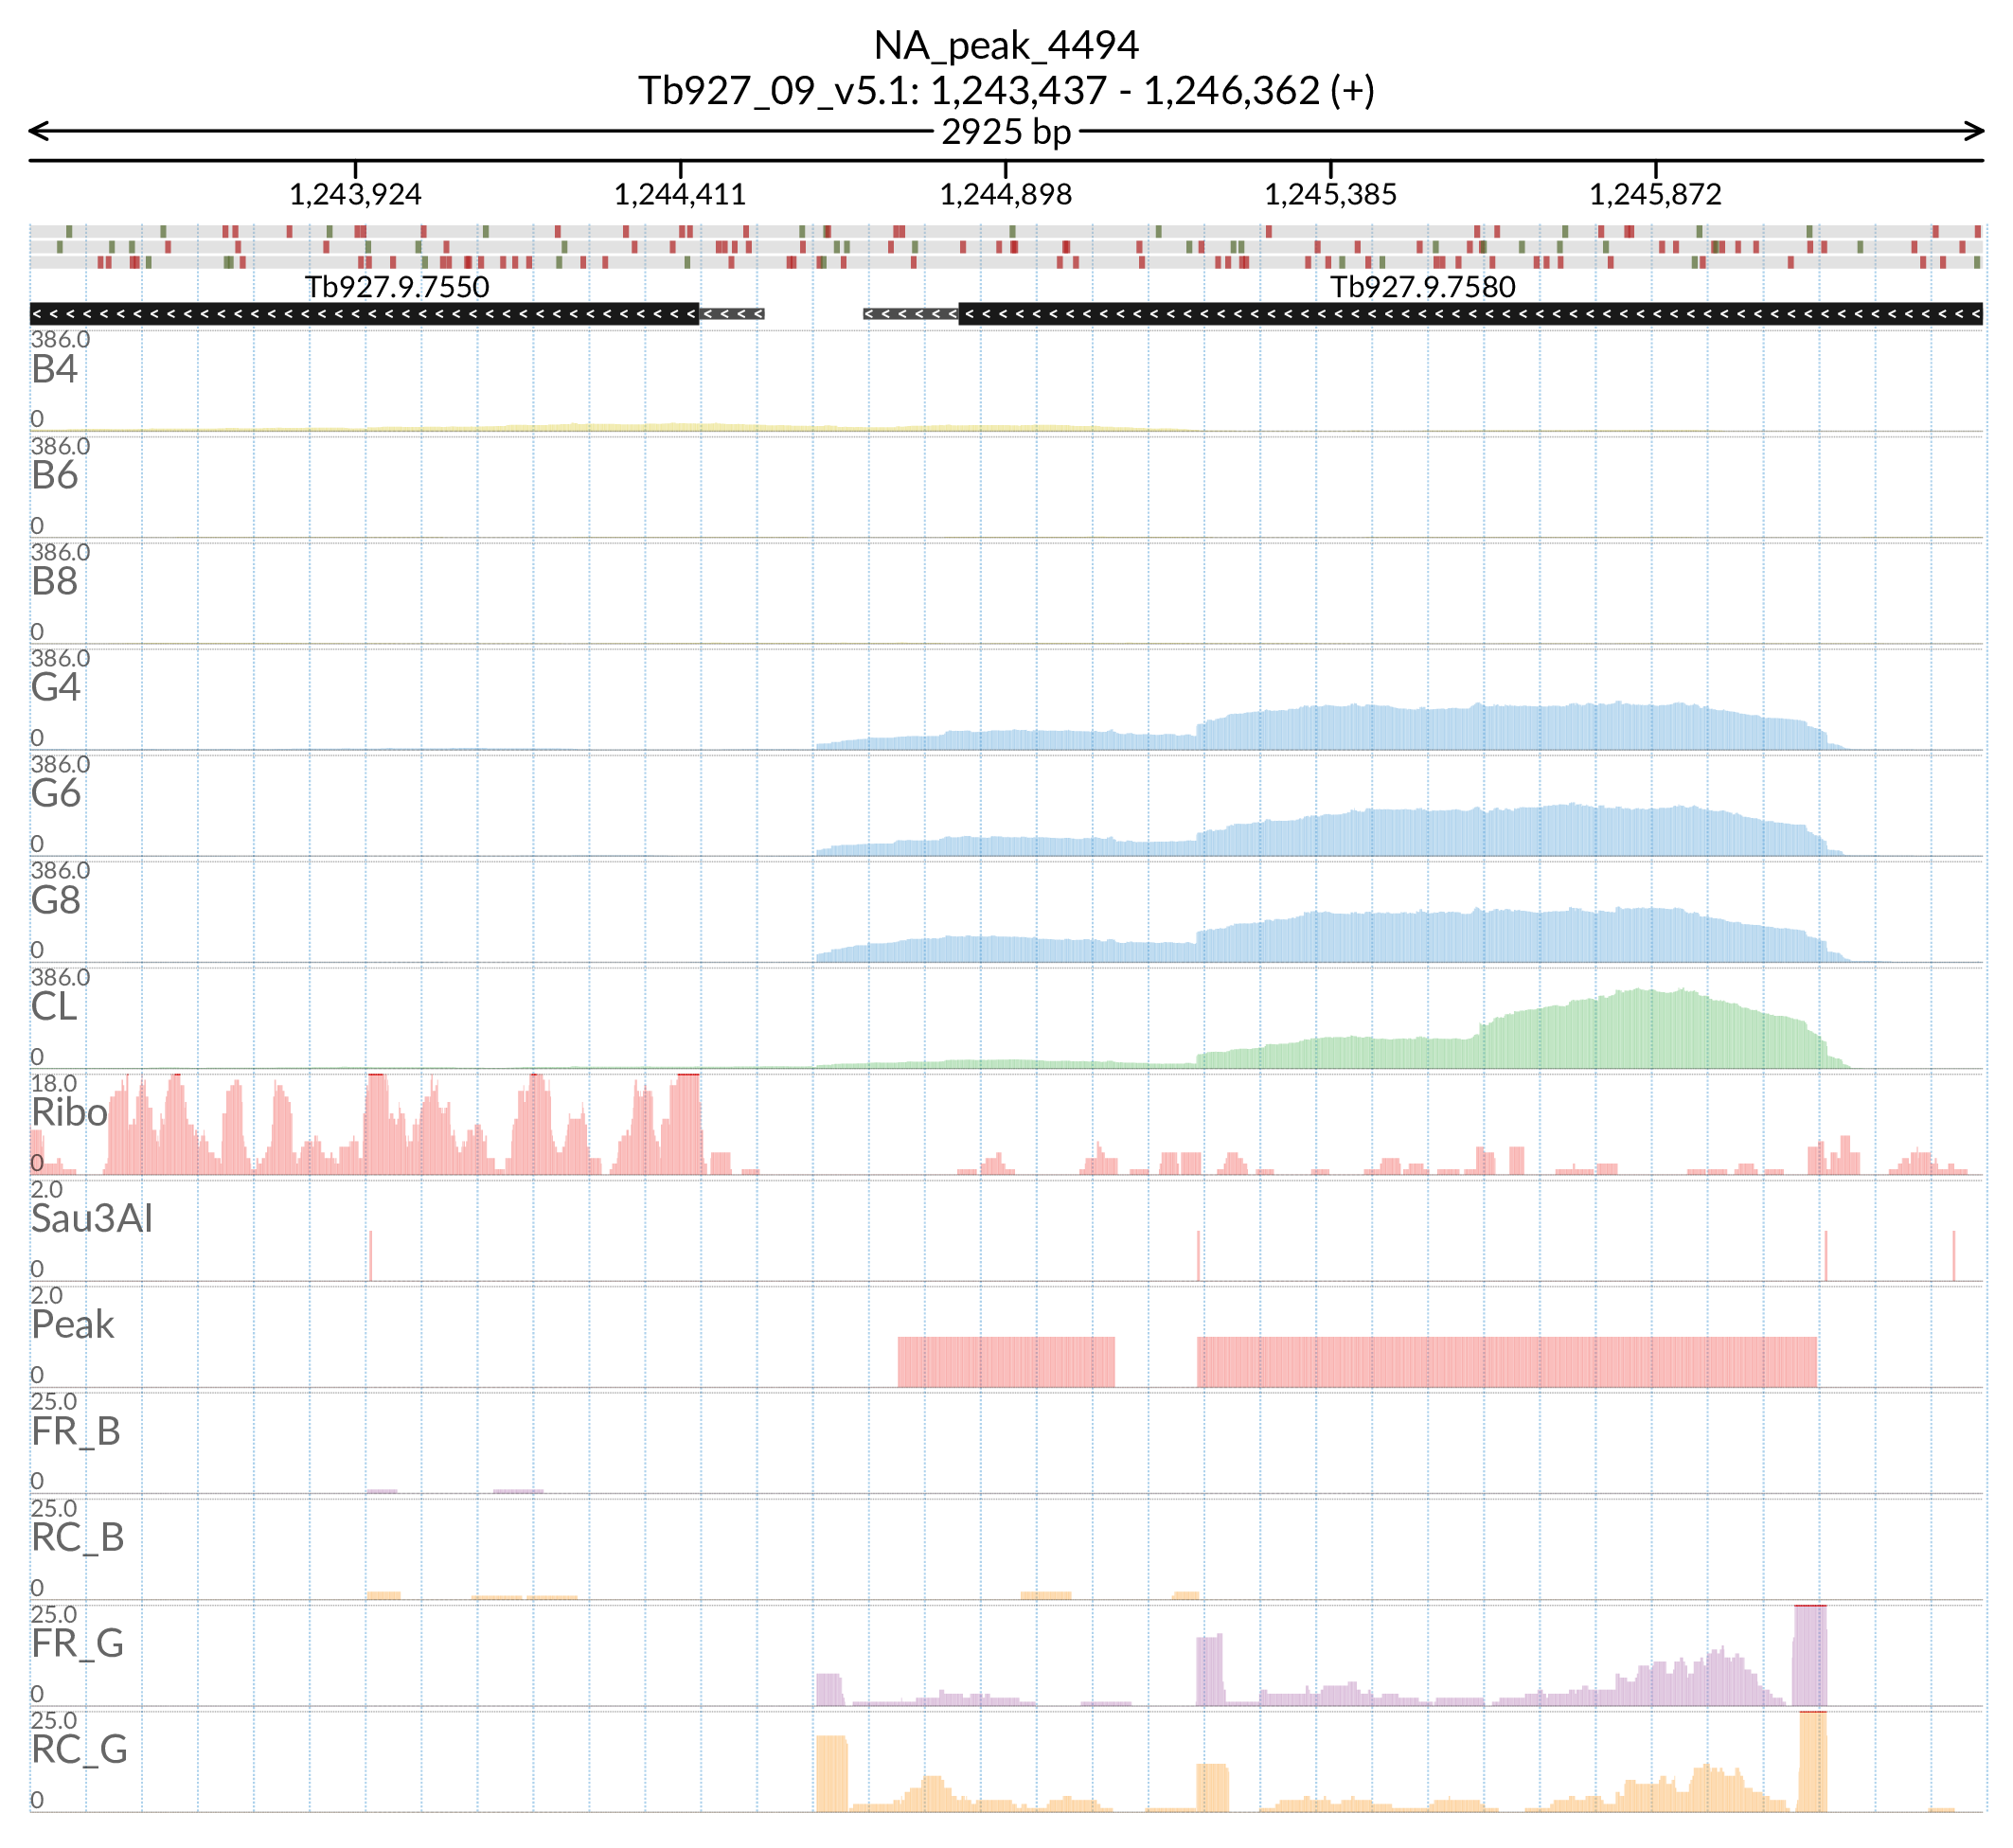 NA_peak_4494
Tb927_09_v5.1: 1,243,437 - 1,246,362 (+)
2925 bp
1,243,924 1,244,411 1,244,898 1,245,385 1,245,872
Tb927.9.7550 Tb927.9.7580
386.0
B4
0
386.0
B6
0
386.0
B8
0
386.0
G4
0
386.0
G6
0
386.0
G8
0
386.0
CL
0
18.0
Ribo
0
2.0
Sau3AI
0
2.0
Peak
0
25.0
FR_B
0
25.0
RC_B
0
25.0
FR_G
0
25.0
RC_G
0